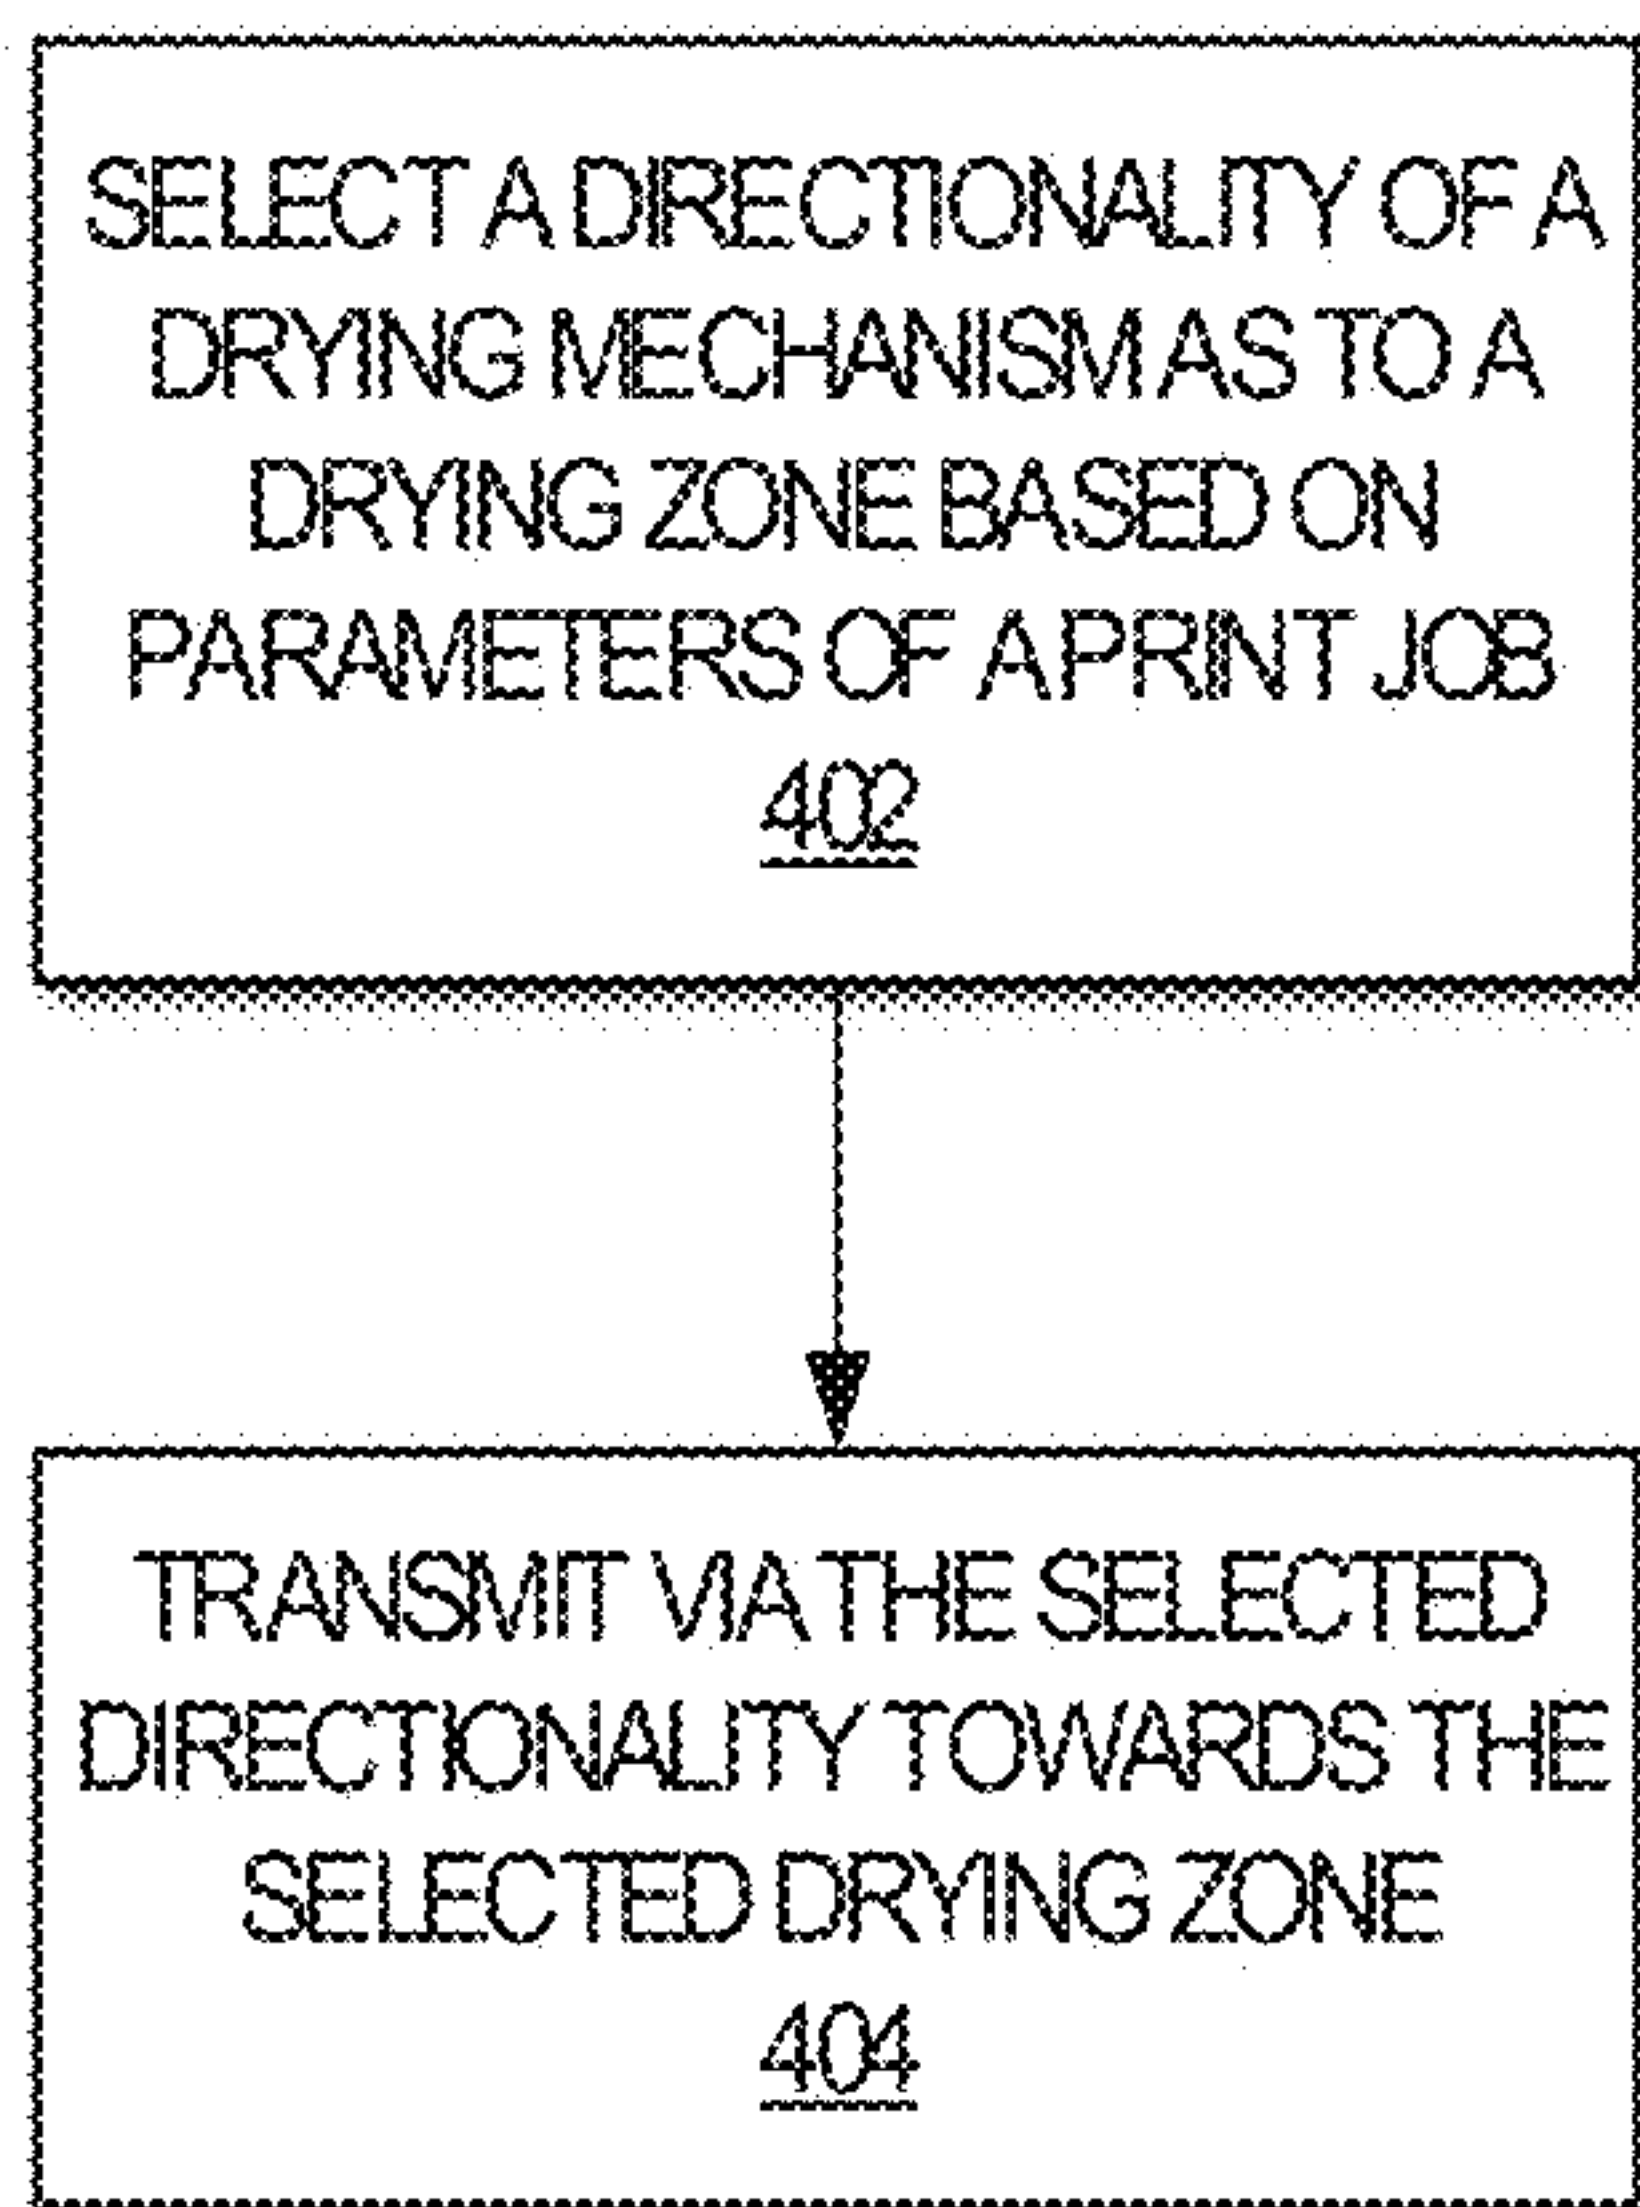 SELECT A DIRECTIONALITY OF A
DRYING MECHANISM AS TO A
DRYING ZONE BASED ON
PARAMETERS OF A PRINT JOB
402
TRANSMIT VIA THE SELECTED
DIRECTIONALITY TOWARDS THE
SELECTED DRYING ZONE
404